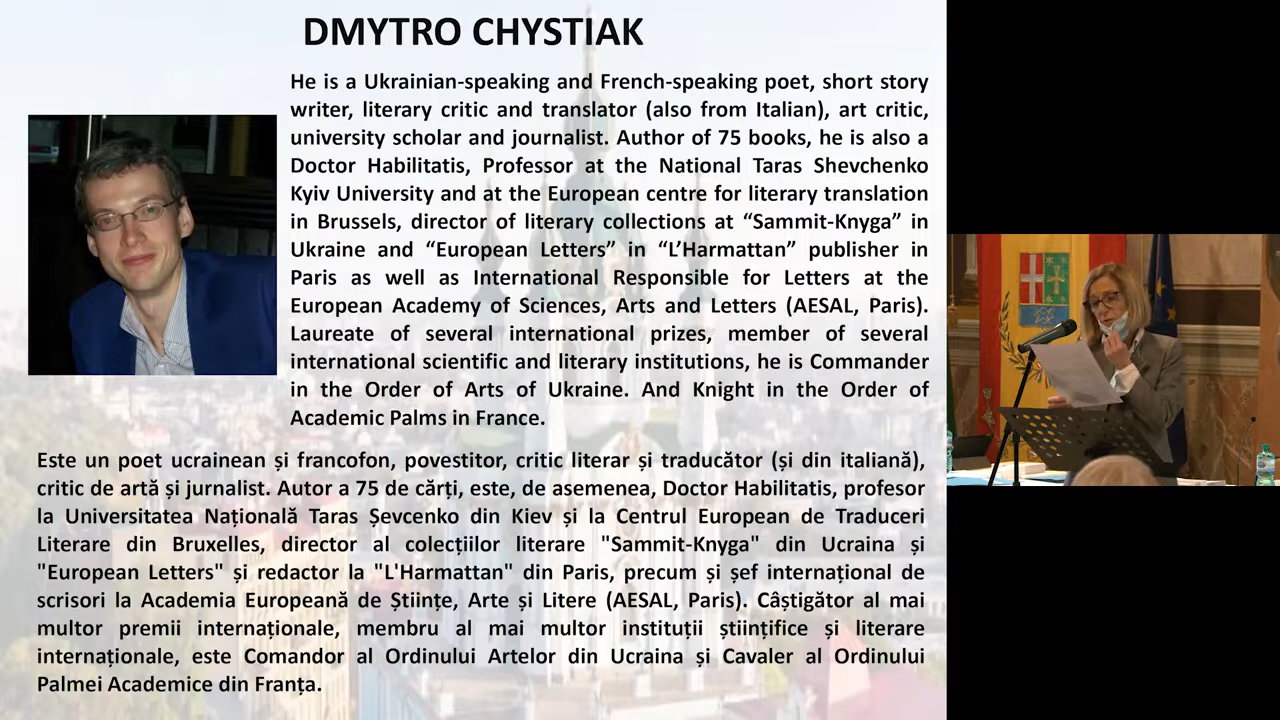 DMYTRO CHYSTIAK
He is a Ukrainian-speaking and French-speaking poet, short story
writer, literary critic and translator (also from Italian), art critic,
university scholar and journalist. Author of 75 books, he is also a
Doctor Habilitatis, Professor at the National Taras Shevchenko
Kyiv University and at the European centre for literary translation
in Brussels, director of literary collections at “Sammit-Knyga” in
Ukraine and “European Letters” in “L’Harmattan” publisher in
Paris as well as International Responsible for Letters at the
European Academy of Sciences, Arts and Letters (AESAL, Paris).
Laureate of several international prizes, member of several
international scientific and literary institutions, he is Commander
in the Order of Arts of Ukraine. And Knight in the Order of
Academic Palms in France.
Este un poet ucrainean și francofon, povestitor, critic literar și traducător (și din italiană),
critic de artă și jurnalist. Autor a 75 de cărți, este, de asemenea, Doctor Habilitatis, profesor
la Universitatea Națională Taras Șevcenko din Kiev și la Centrul European de Traduceri
Literare din Bruxelles, director al colecțiilor literare "Sammit-Knyga" din Ucraina și
"European Letters" și redactor la "L'Harmattan" din Paris, precum și șef internațional de
scrisori la Academia Europeană de Științe, Arte și Litere (AESAL, Paris). Câștigător al mai
multor premii internaționale, membru al mai multor instituții științifice și literare
internaționale, este Comandor al Ordinului Artelor din Ucraina și Cavaler al Ordinului
Palmei Academice din Franța.